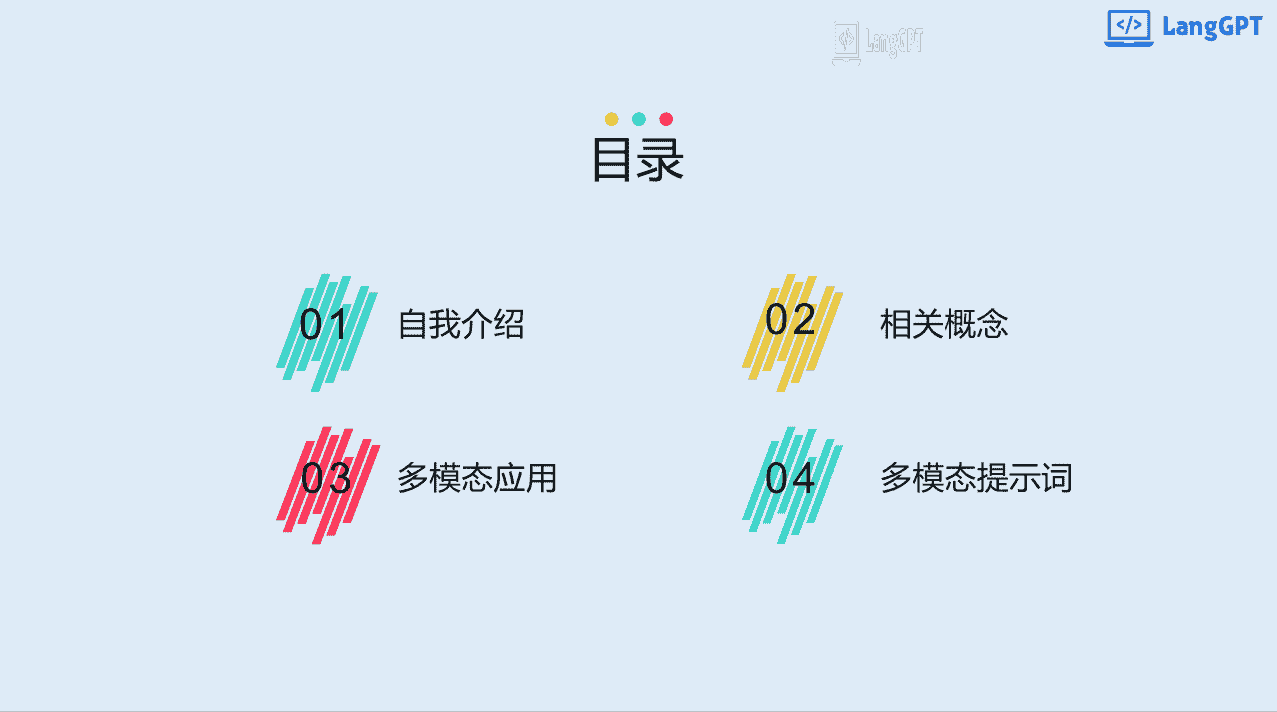 </> LangGPT
LangGPT
目录
01 自我介绍
02 相关概念
03 多模态应用
04 多模态提示词